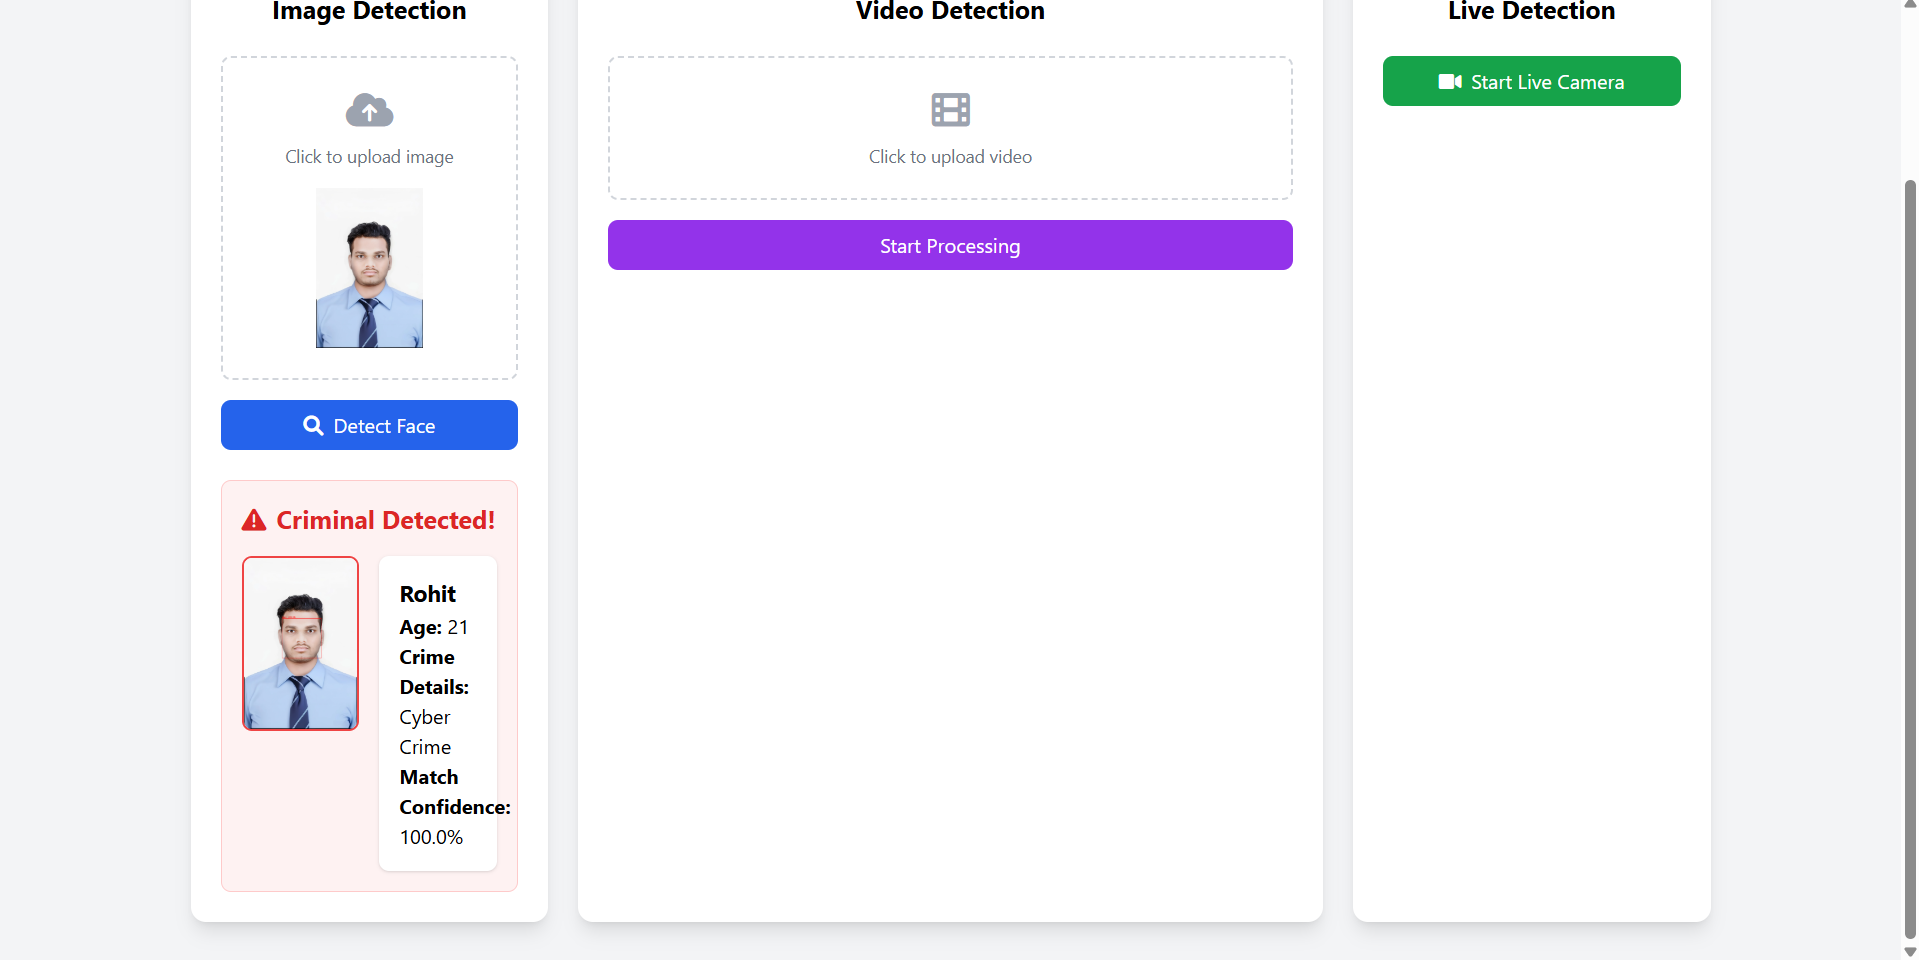 Image Detection
Click to upload image
Detect Face
Criminal Detected!
Rohit
Age: 21
Crime
Details:
Cyber
Crime
Match
Confidence:
100.0%
Video Detection
Click to upload video
Start Processing
Live Detection
Start Live Camera